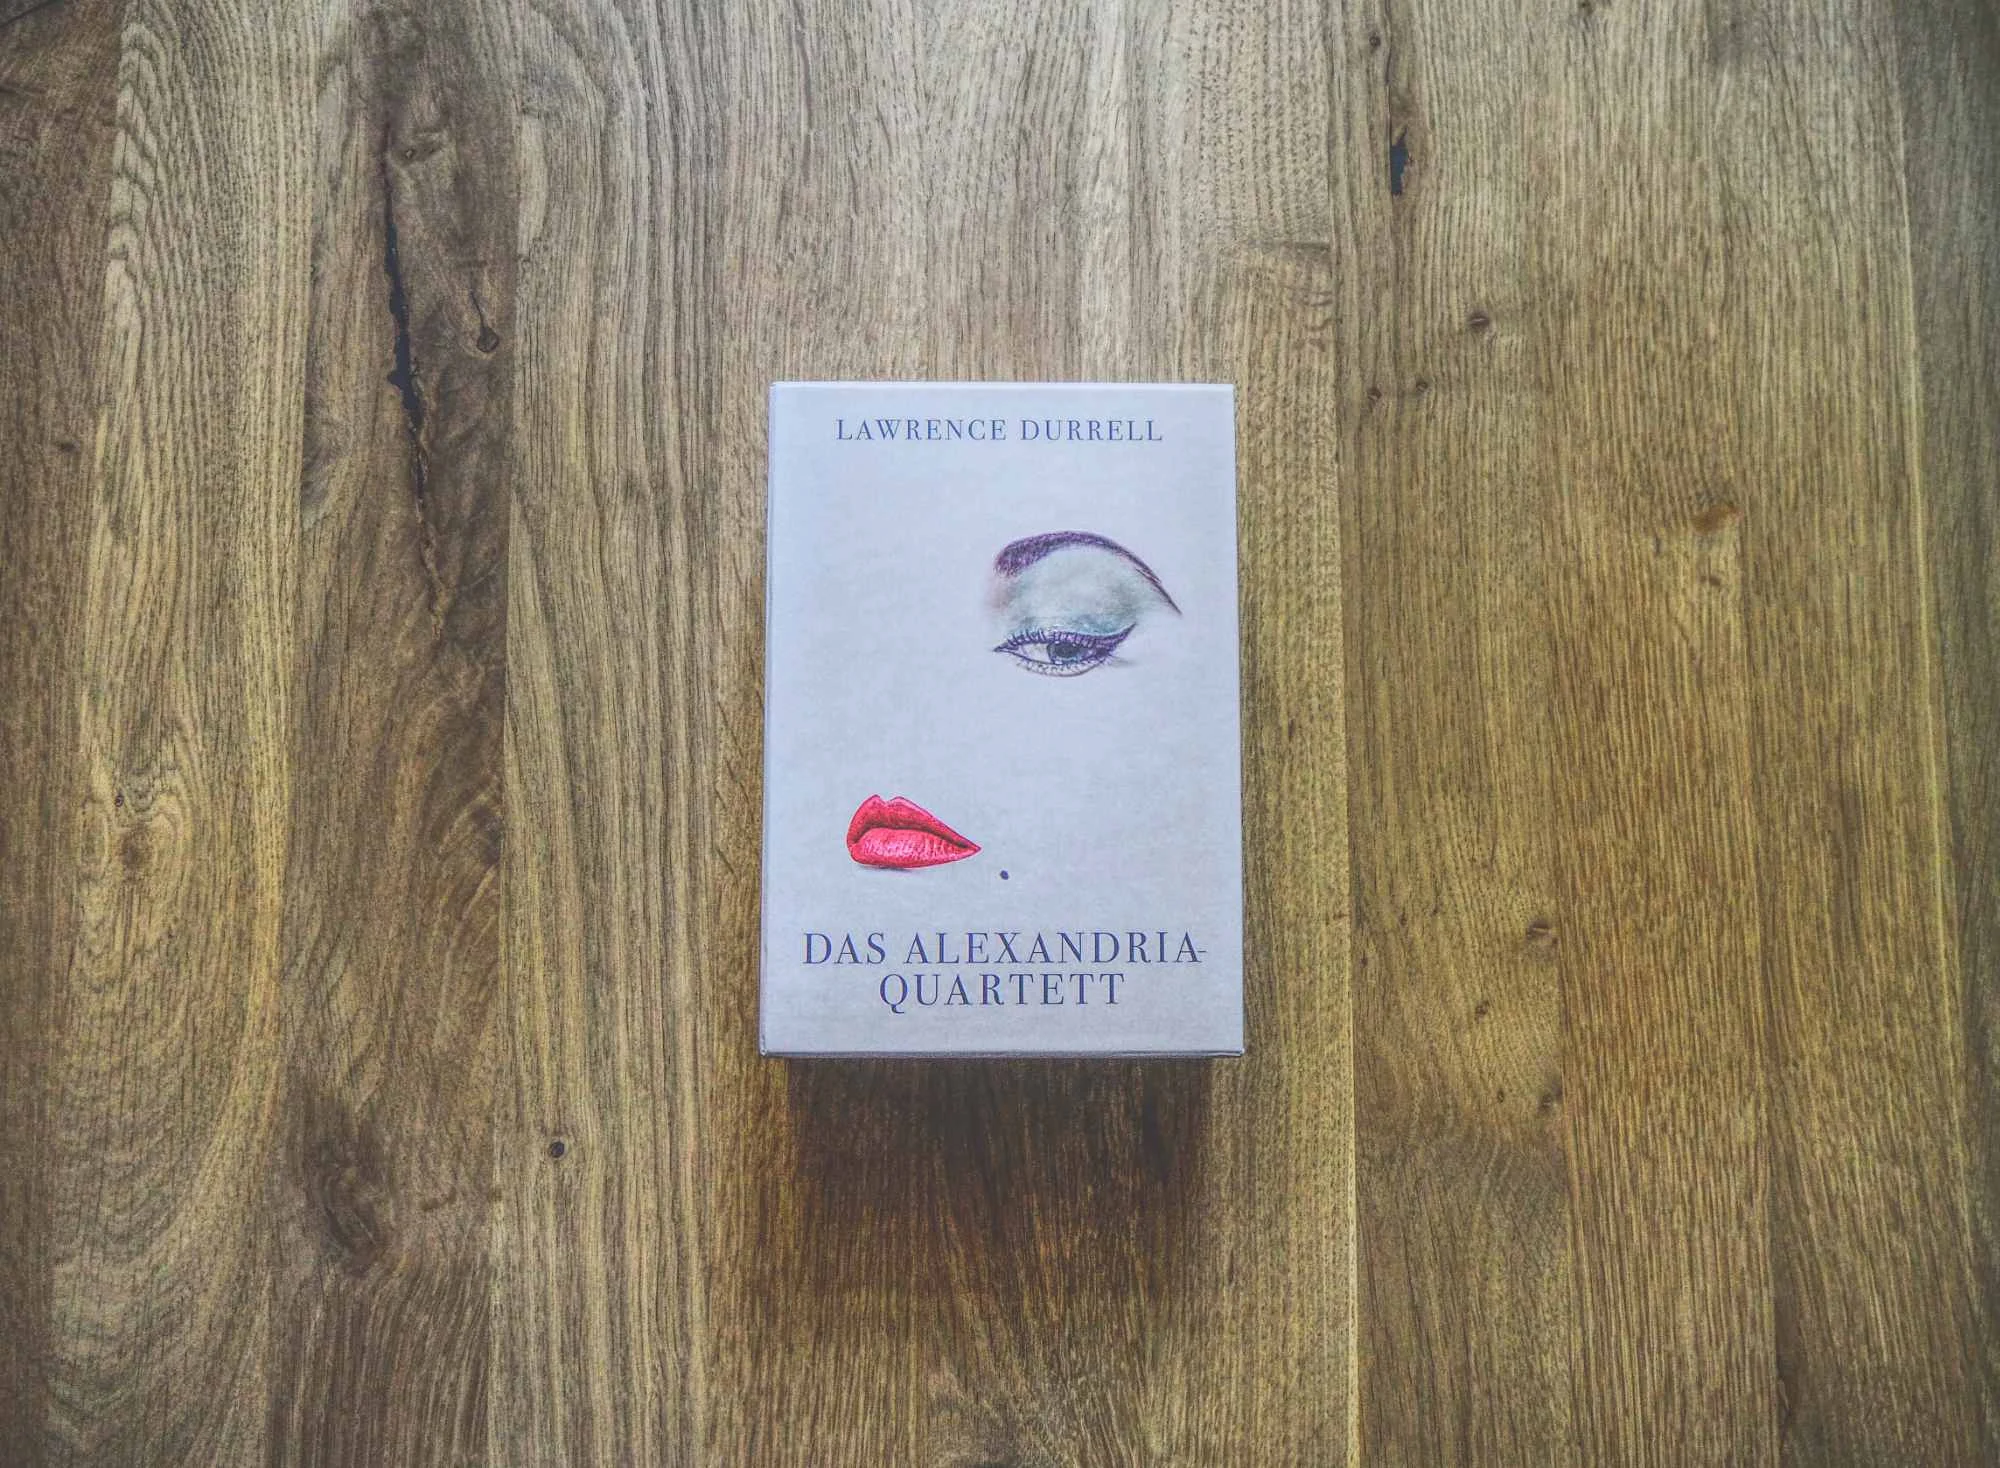 LAWRENCE DURRELL
DAS ALEXANDRIA-
QUARTETT